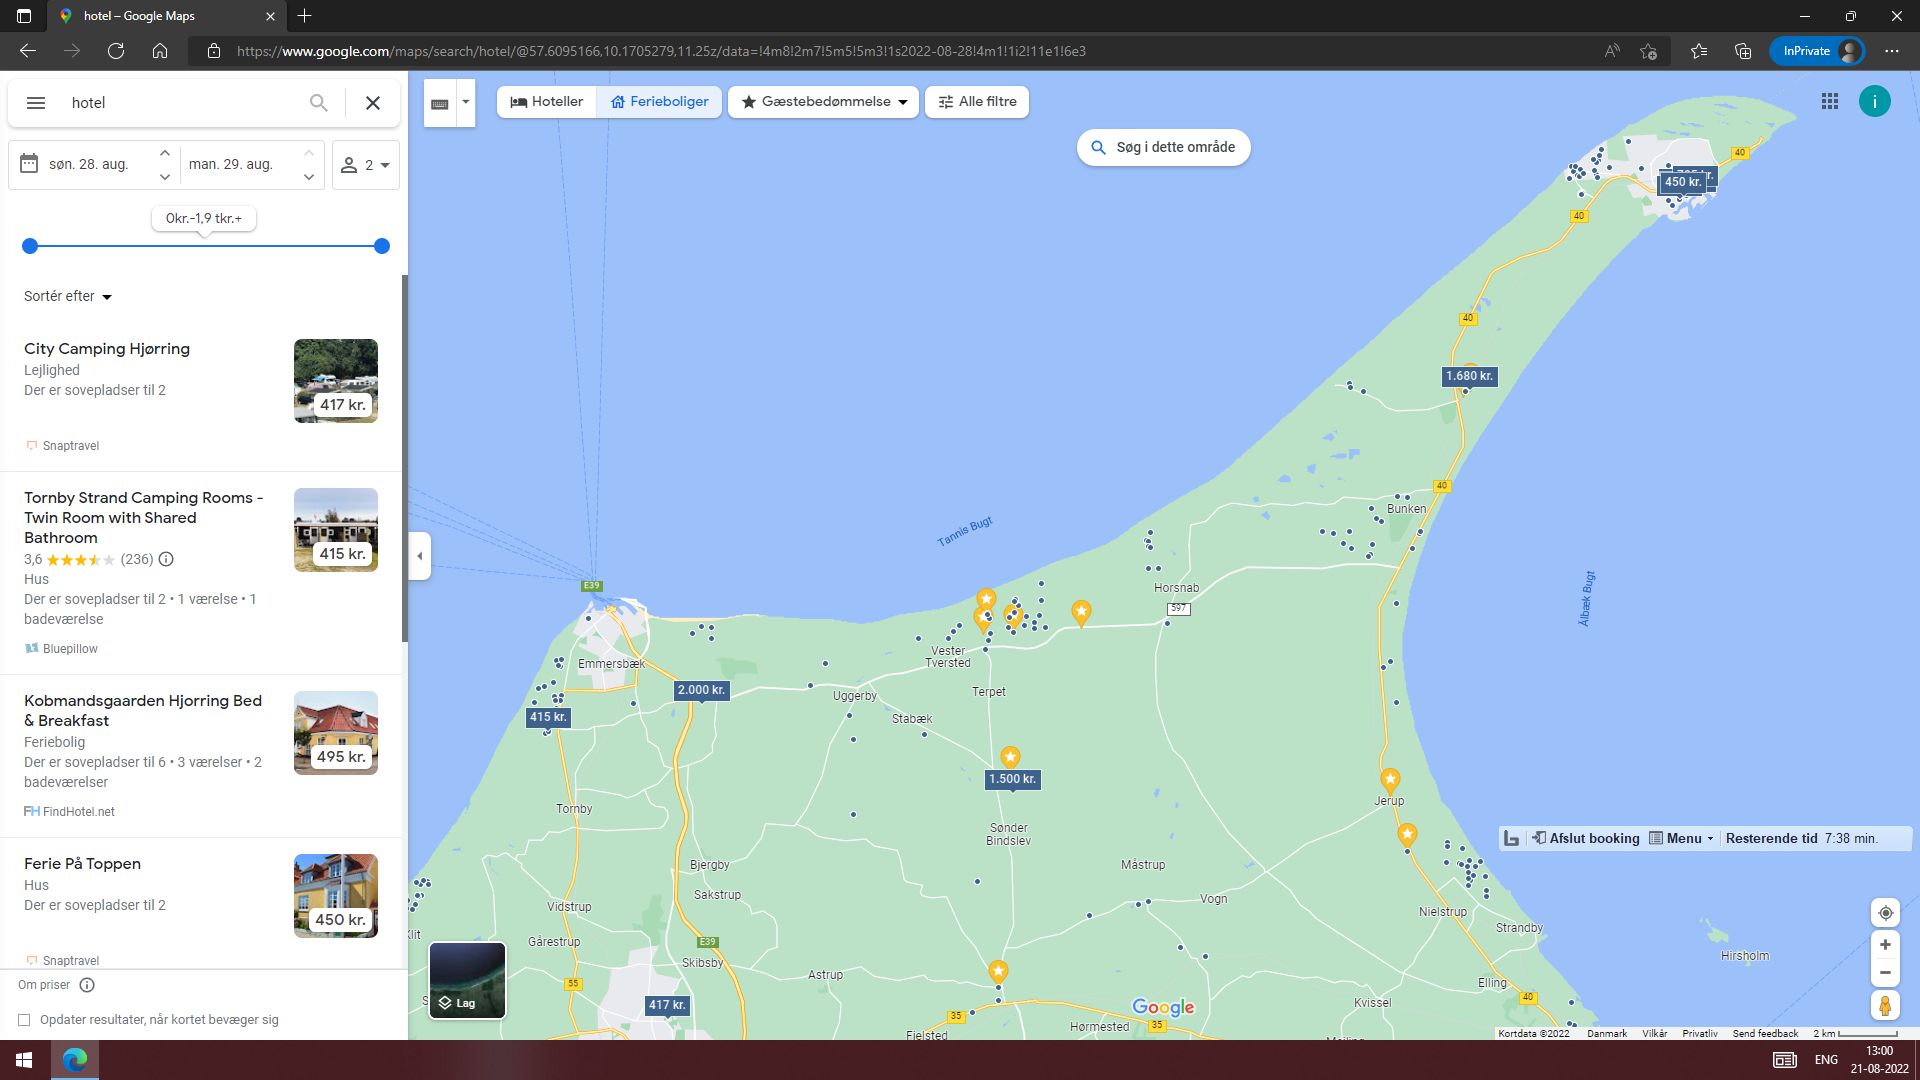 hotel – Google Maps
https://www.google.com/maps/search/hotel/@57.6095166,10.1705279,11.25z/data=!4m8!2m7!5m5!5m3!1s2022-08-28!4m1!1i2!11e1!6e3
InPrivate
hotel
søn. 28. aug.
man. 29. aug.
2
0kr.-1,9 tkr.+
Sortér efter
City Camping Hjørring
Lejlighed
Der er sovepladser til 2
417 kr.
Snaptravel
Tornby Strand Camping Rooms -
Twin Room with Shared
Bathroom
3,6 (236)
Hus
Der er sovepladser til 2 • 1 værelse • 1
badeværelse
415 kr.
Bluepillow
Kobmandsgaarden Hjorring Bed
& Breakfast
Feriebolig
Der er sovepladser til 6 • 3 værelser • 2
badeværelser
495 kr.
FindHotel.net
Ferie På Toppen
Hus
Der er sovepladser til 2
450 kr.
Snaptravel
Om priser
Opdater resultater, når kortet bevæger sig
Hoteller
Ferieboliger
Gæstebedømmelse
Alle filtre
i
Søg i dette område
40
450 kr.
40
40
1.680 kr.
40
Bunken
Tannis Bugt
Ålbæk Bugt
E39
Horsnab
597
Emmersbæk
Vester
Tversted
2.000 kr.
Uggerby
Terpet
415 kr.
Stabæk
1.500 kr.
Jerup
Tornby
Sønder
Bindslev
Afslut booking
Menu
Resterende tid 7:38 min.
Bjergby
Måstrup
Sakstrup
Vogn
Vidstrup
Nielstrup
Strandby
Klit
Gårestrup
E39
Hirsholm
Skibsby
Astrup
55
Elling
Lag
417 kr.
Kvissel
40
Google
35
Hørmested
35
Fjelsted
Kortdata ©2022
Danmark
Vilkår
Privatliv
Send feedback
2 km
ENG
13:00
21-08-2022